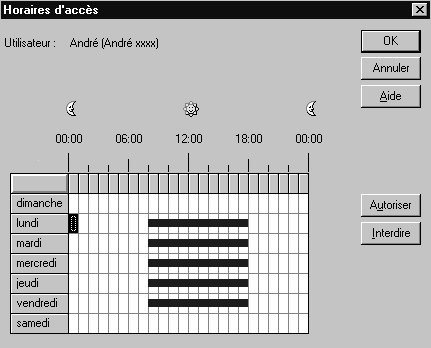 Horaires d'accès
Utilisateur : André (André xxxx)
OK
Annuler
Aide
00:00 06:00 12:00 18:00 00:00
dimanche
lundi
mardi
mercredi
jeudi
vendredi
samedi
Autoriser
Interdire